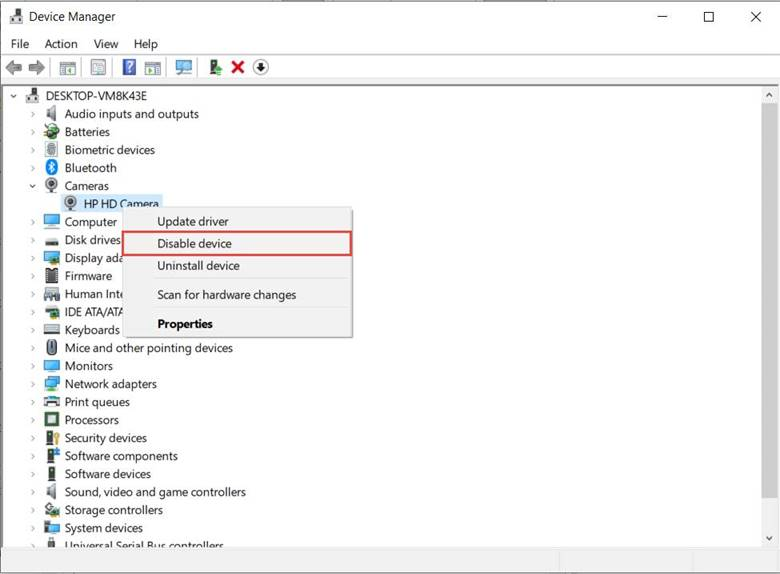 Device Manager
File Action View Help
DESKTOP-VM8K43E
Audio inputs and outputs
Batteries
Biometric devices
Bluetooth
Cameras
HP HD Camera
Computer
Update driver
Disk drives
Disable device
Display ada
Uninstall device
Firmware
Human Inte
Scan for hardware changes
IDE ATA/ATA
Keyboards
Properties
Mice and other pointing devices
Monitors
Network adapters
Print queues
Processors
Security devices
Software components
Software devices
Sound, video and game controllers
Storage controllers
System devices
Universal Serial Bus controllers